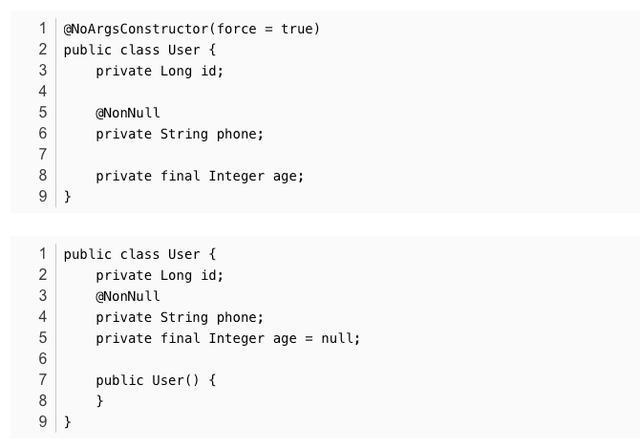 1 @NoArgsConstructor(force = true)
2 public class User {
3     private Long id;
4
5     @NonNull
6     private String phone;
7
8     private final Integer age;
9 }
1 public class User {
2     private Long id;
3     @NonNull
4     private String phone;
5     private final Integer age = null;
6
7     public User() {
8     }
9 }